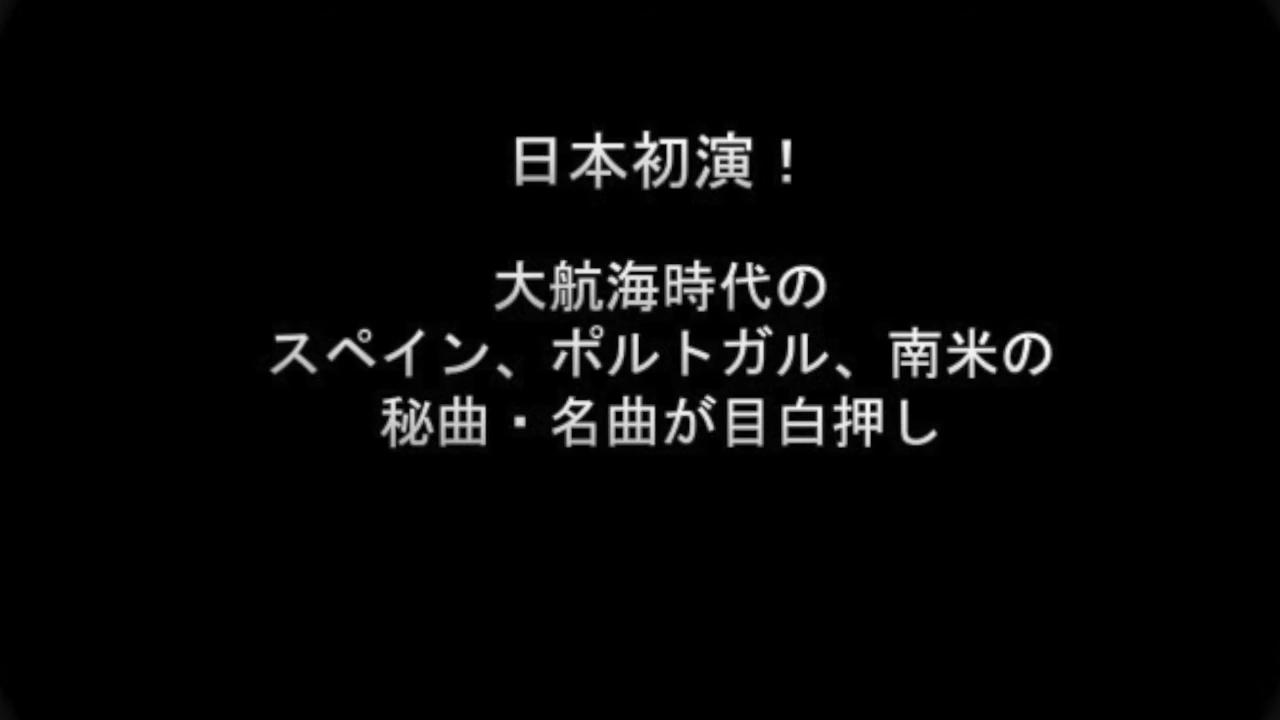 日本初演！
大航海時代の
スペイン、ポルトガル、南米の
秘曲・名曲が目白押し